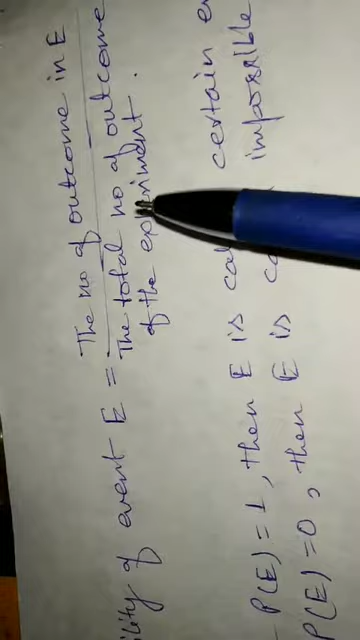 The no of outcome in E
ility of event E =
The total no of outcome
of the experiment.
P(E) = 1, then E is certain
P(E) = 0, then E is impossible